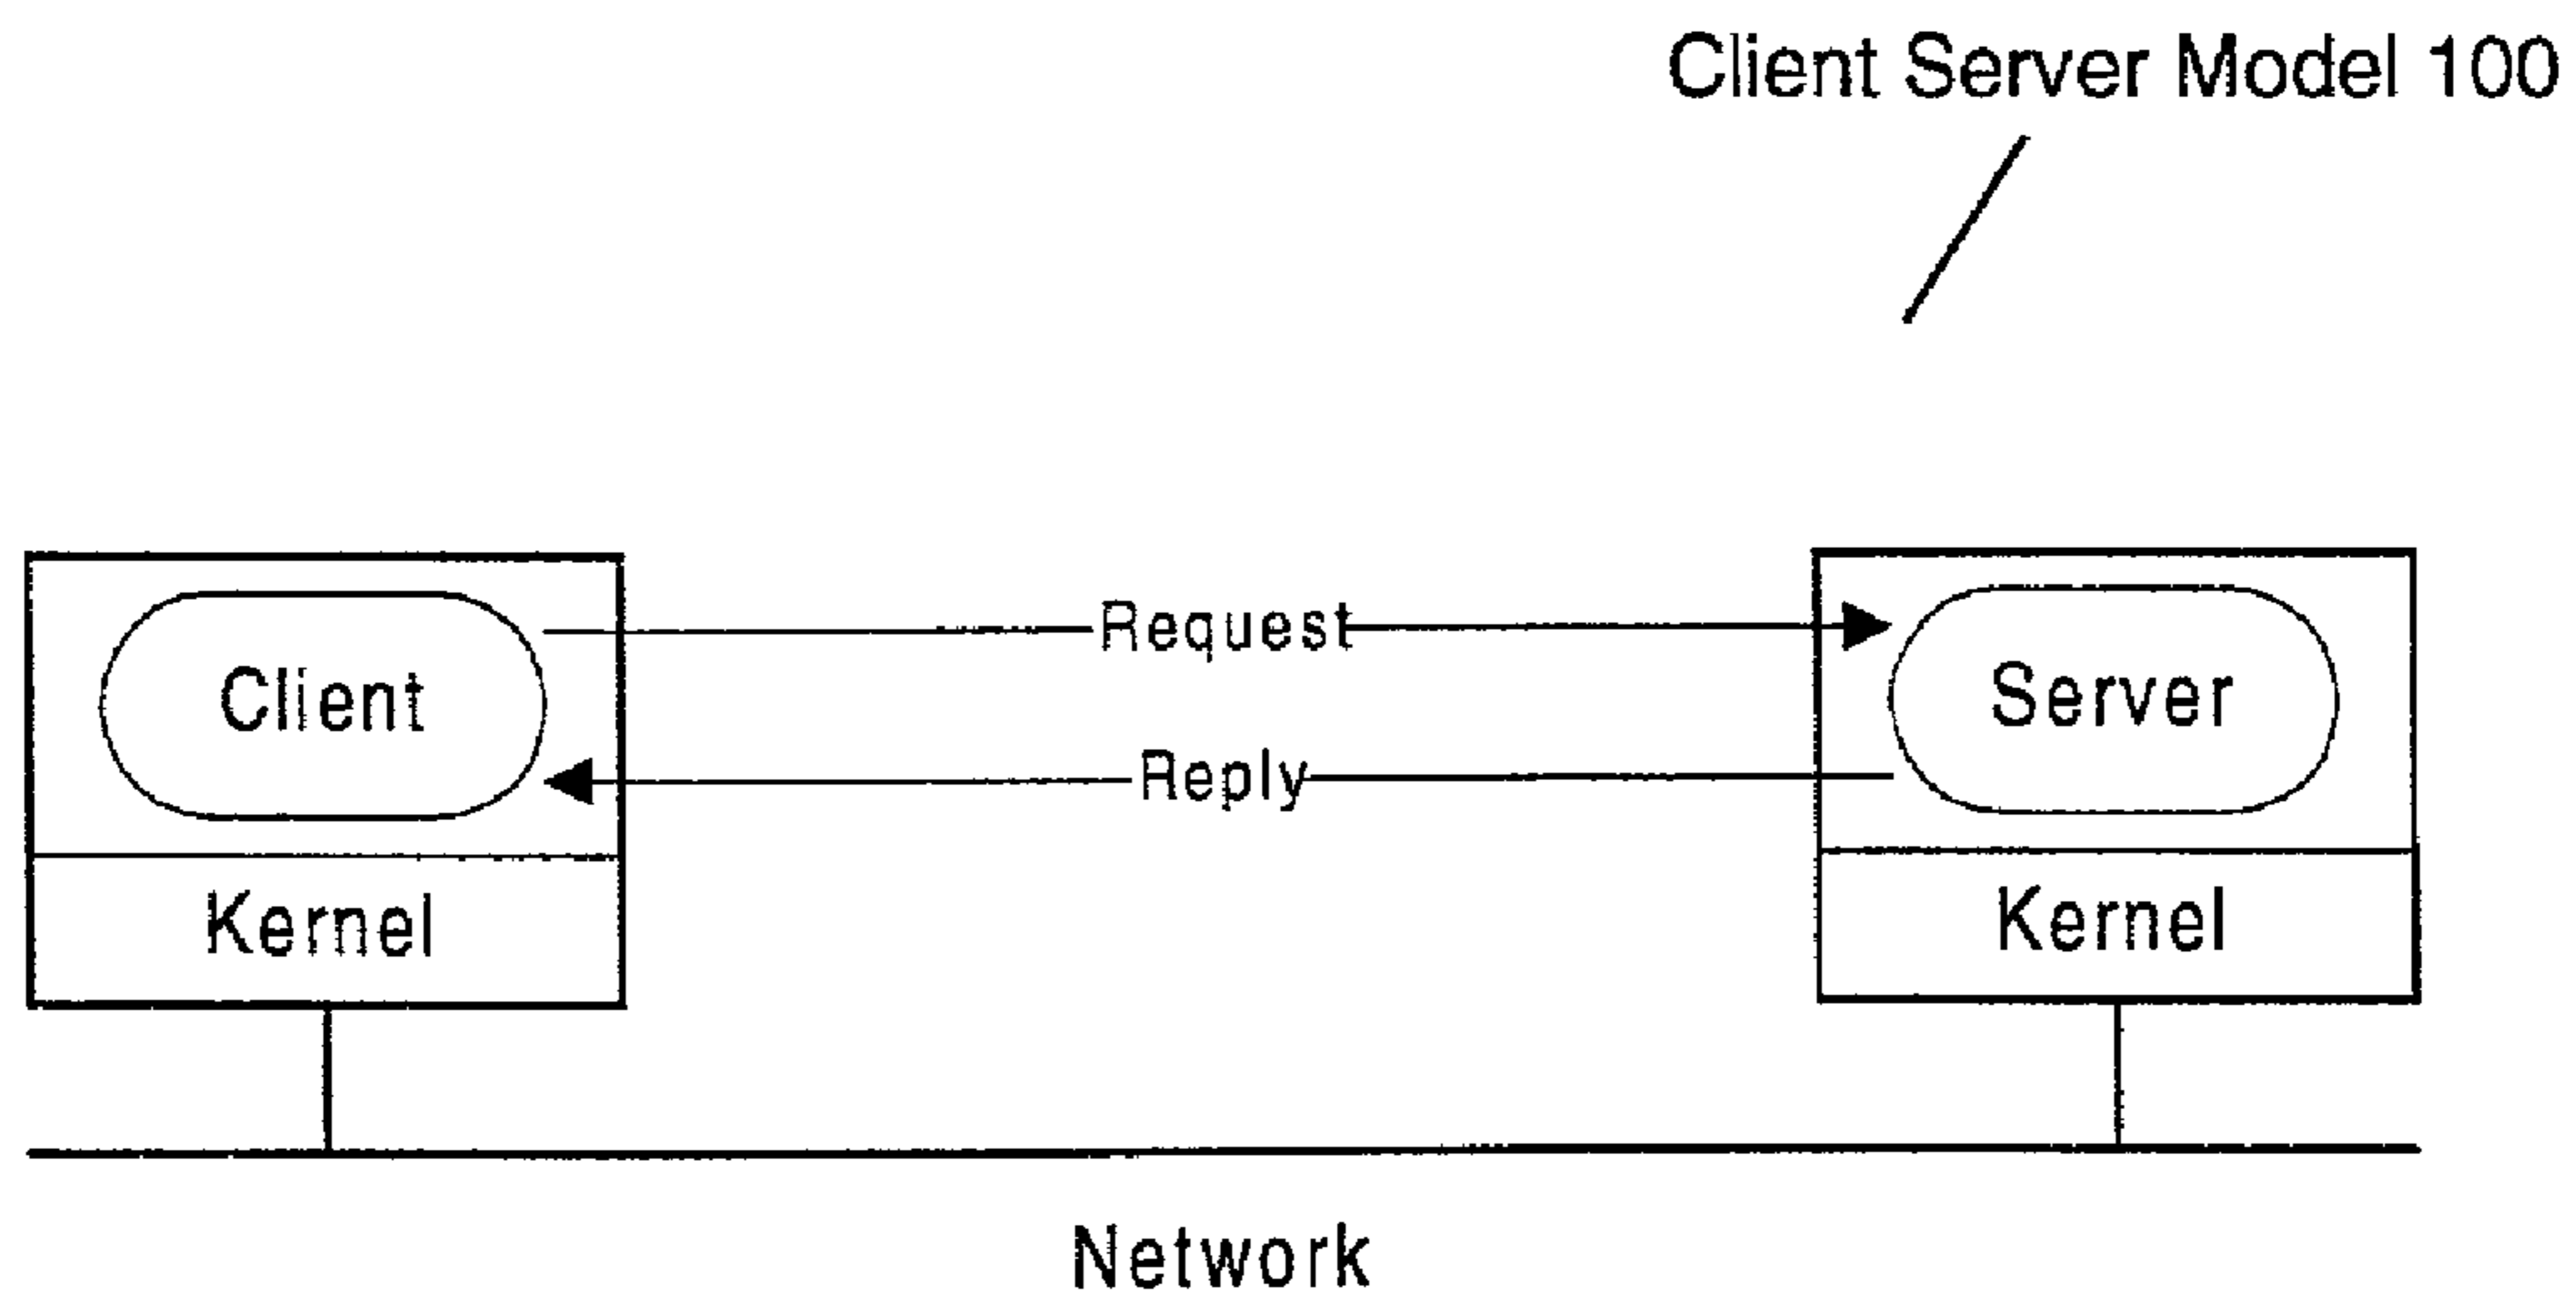 Client Server Model 100
Request
Client
Server
Reply
Kernel
Kernel
Network